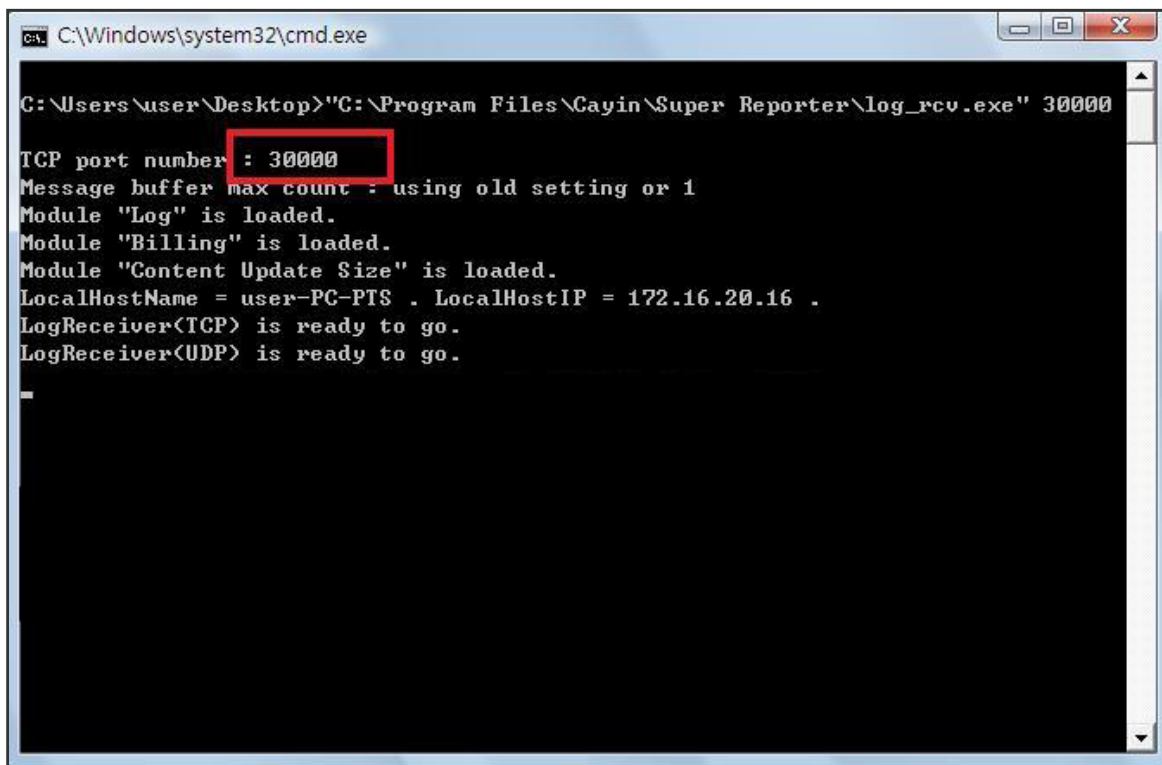 C:\Windows\system32\cmd.exe
C:\Users\user\Desktop>"C:\Program Files\Cayin\Super Reporter\log_rcv.exe" 30000
TCP port number : 30000
Message buffer max count : using old setting or 1
Module "Log" is loaded.
Module "Billing" is loaded.
Module "Content Update Size" is loaded.
LocalHostName = user-PC-PTS . LocalHostIP = 172.16.20.16 .
LogReceiver(TCP) is ready to go.
LogReceiver(UDP) is ready to go.